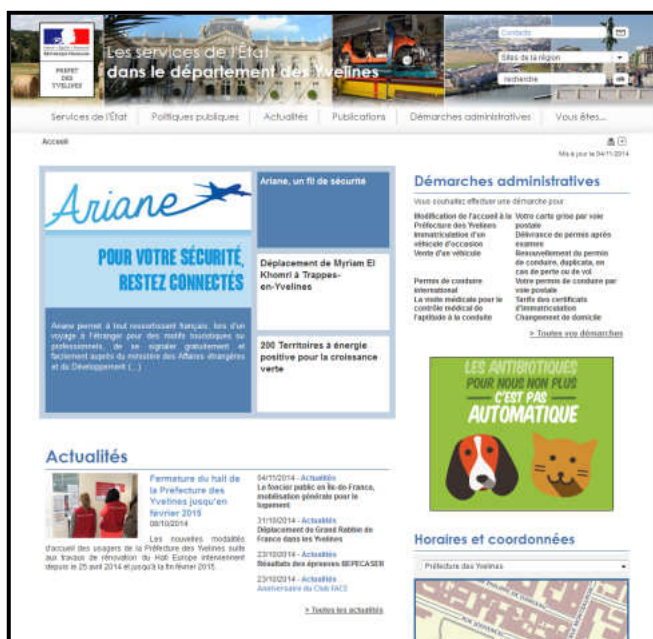 Les services de l'État
dans le département des Yvelines
PREFET
DES
YVELINES
Contacts
Sites de la région
recherche
ok
Services de l'État
Politiques publiques
Actualités
Publications
Démarches administratives
Vous êtes...
Accueil
Mis à jour le 04/11/2014
Ariane
POUR VOTRE SÉCURITÉ,
RESTEZ CONNECTÉS
Ariane permet à tout ressortissant français, lors d'un
voyage à l'étranger pour des motifs touristiques ou
professionnels, de se signaler gratuitement et
facilement auprès du ministère des Affaires étrangères
et du Développement (...)
Ariane, un fil de sécurité
Déplacement de Myriam El
Khomri à Trappes-
en-Yvelines
200 Territoires à énergie
positive pour la croissance
verte
Démarches administratives
Vous souhaitez effectuer une démarche pour
Modification de l'accueil à la
Préfecture des Yvelines
Immatriculation d'un
véhicule d'occasion
Vente d'un véhicule
Permis de conduire
international
La visite médicale pour le
contrôle médical de
l'aptitude à la conduite
Votre carte grise par voie
postale
Délivrance de permis après
examen
Renouvellement du permis
de conduire, duplicata, en
cas de perte ou de vol
Votre permis de conduire par
voie postale
Tarifs des certificats
d'immatriculation
Changement de domicile
> Toutes vos démarches
LES ANTIBIOTIQUES
POUR NOUS NON PLUS
C'EST PAS
AUTOMATIQUE
Actualités
Fermeture du hall de
la Préfecture des
Yvelines jusqu'en
février 2015
08/10/2014
Les nouvelles modalités
d'accueil des usagers de la Préfecture des Yvelines suite
aux travaux de rénovation du Hall Europe interviennent
depuis le 25 avril 2014 et jusqu'à la fin février 2015.
04/11/2014 - Actualités
Le foncier public en Île-de-France,
mobilisation générale pour le
logement
31/10/2014 - Actualités
Déplacement du Grand Rabbin de
France dans les Yvelines
23/10/2014 - Actualités
Résultats des épreuves BEPECASER
23/10/2014 - Actualités
Anniversaire du Club FACE
> Toutes les actualités
Horaires et coordonnées
Préfecture des Yvelines